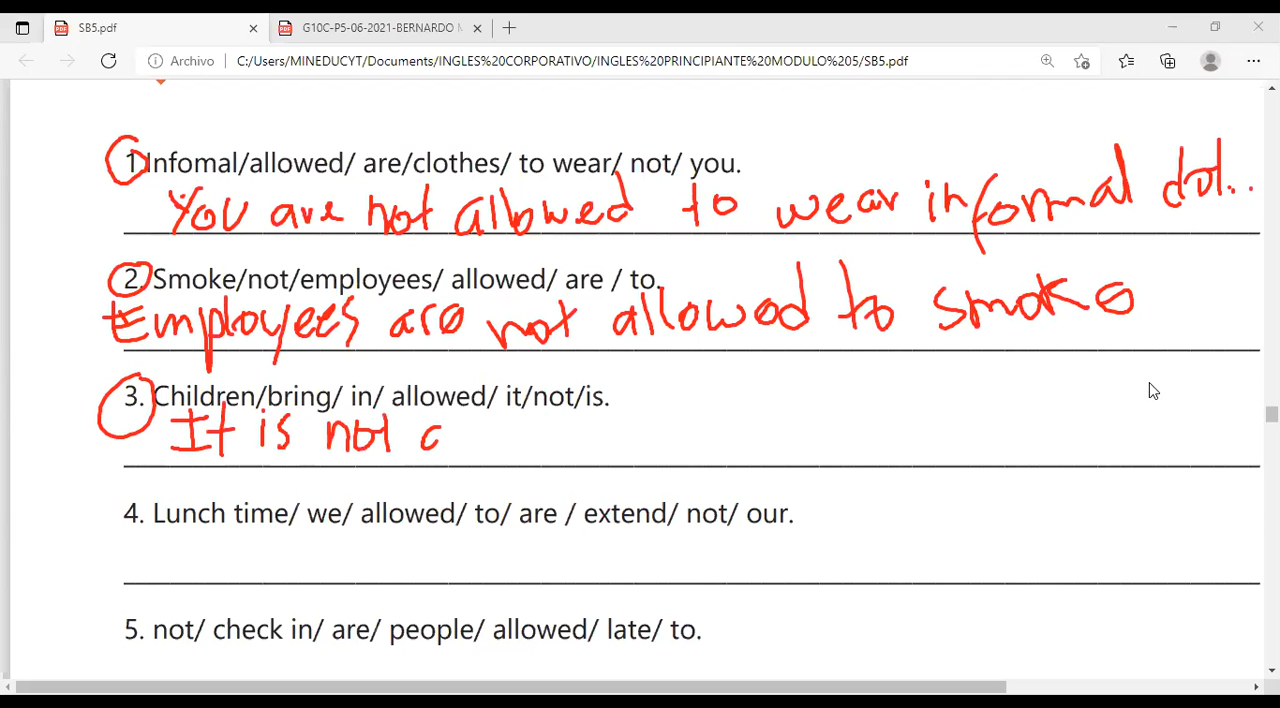 SB5.pdf
G10C-P5-06-2021-BERNARDO
Archivo
C:/Users/MINEDUCYT/Documents/INGLES%20CORPORATIVO/INGLES%20PRINCIPIANTE%20MODULO%205/SB5.pdf
1.Infomal/allowed/ are/clothes/ to wear/ not/ you.
You are not allowed to wear informal
2. Smoke/not/employees/ allowed/ are / to.
Employees are not allowed to smoke
3. Children/bring/ in/ allowed/ it/not/is.
It is not a
4. Lunch time/ we/ allowed/ to/ are / extend/ not/ our.
5. not/ check in/ are/ people/ allowed/ late/ to.